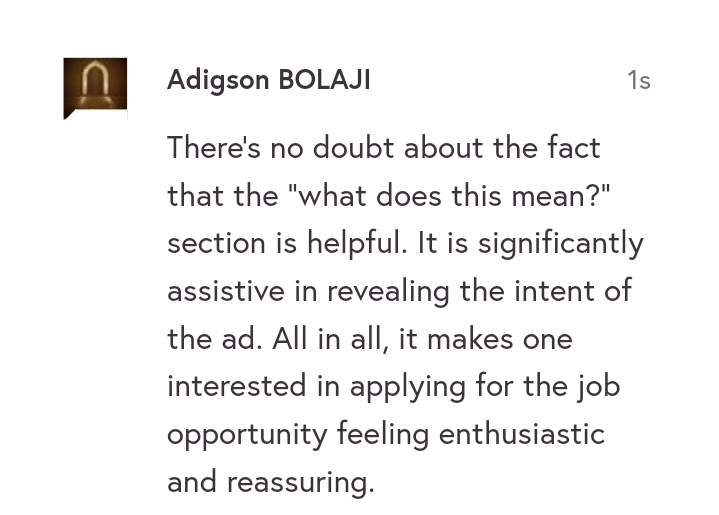 Adigson BOLAJI 1s
There's no doubt about the fact
that the "what does this mean?"
section is helpful. It is significantly
assistive in revealing the intent of
the ad. All in all, it makes one
interested in applying for the job
opportunity feeling enthusiastic
and reassuring.